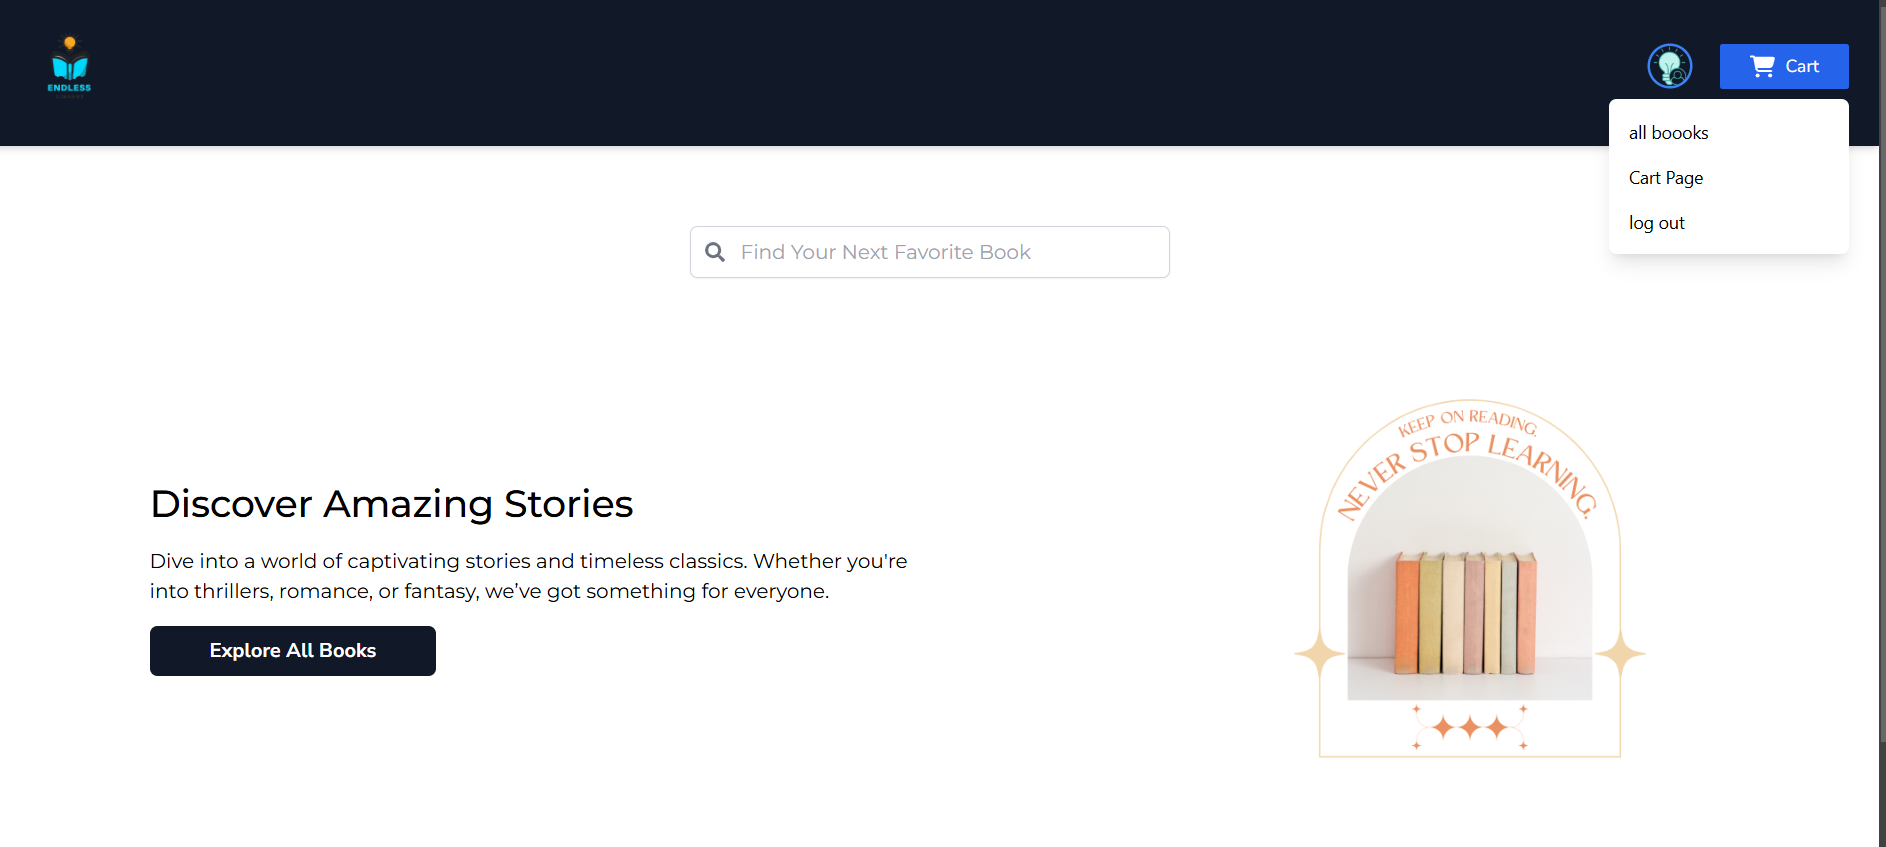 ENDLESS
Cart
all boooks
Cart Page
log out
Find Your Next Favorite Book
KEEP ON READING.
NEVER STOP LEARNING.
Discover Amazing Stories
Dive into a world of captivating stories and timeless classics. Whether you're
into thrillers, romance, or fantasy, we’ve got something for everyone.
Explore All Books